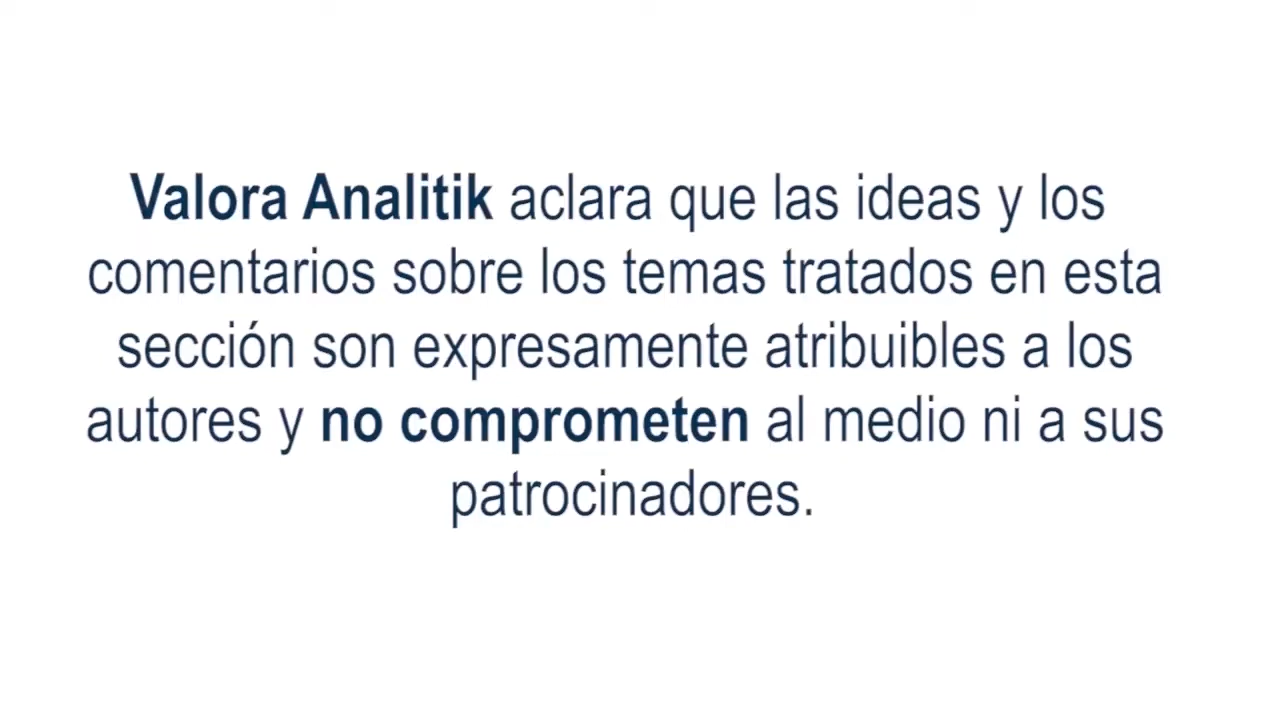 Valora Analitik aclara que las ideas y los
comentarios sobre los temas tratados en esta
sección son expresamente atribuibles a los
autores y no comprometen al medio ni a sus
patrocinadores.